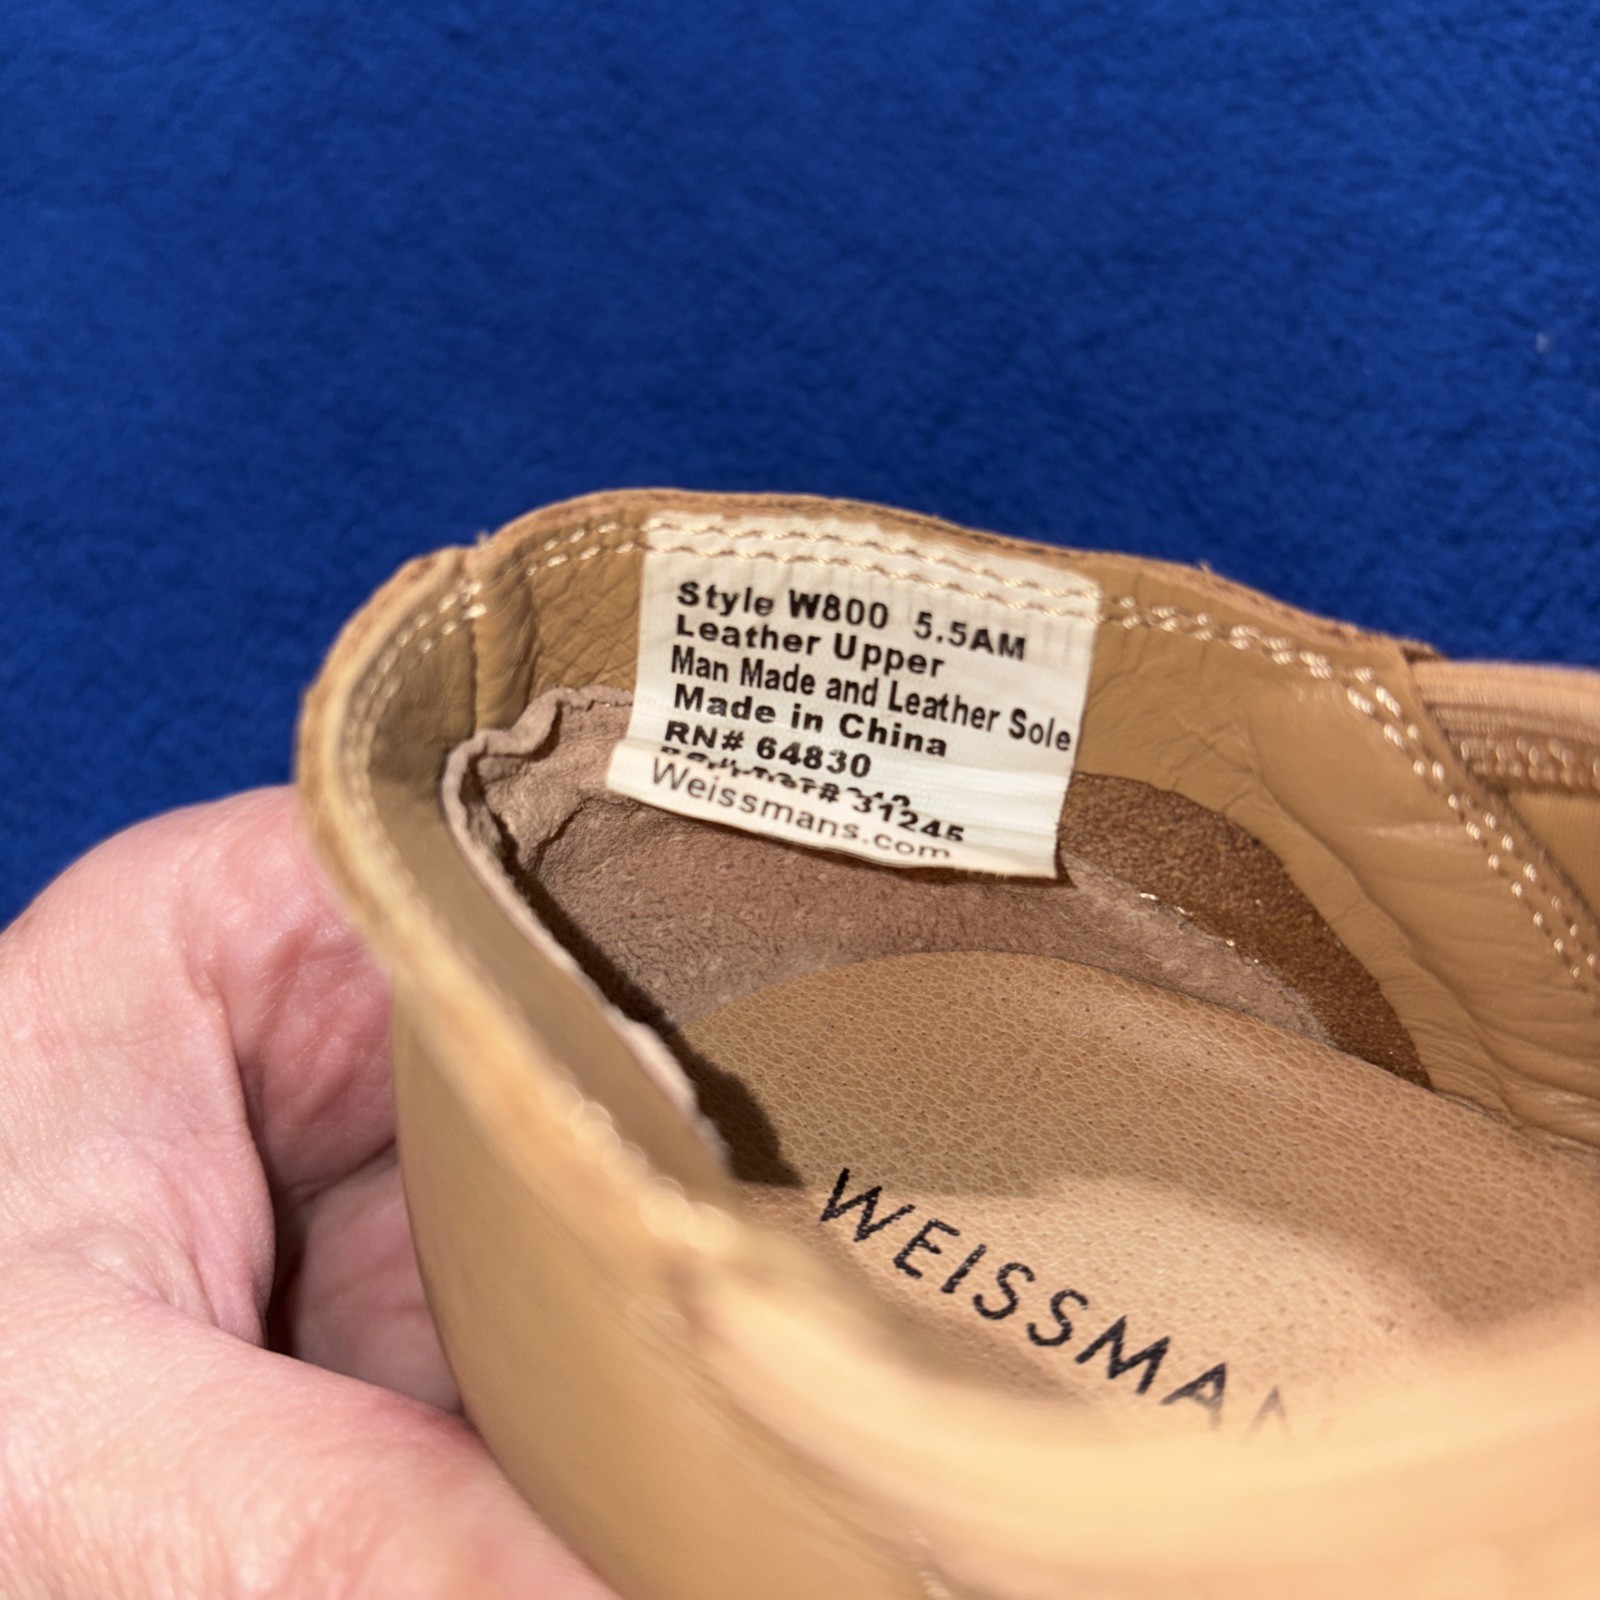 Style W800 5.5AM
Leather Upper
Man Made and Leather Sole
Made in China
RN# 64830
31245
Weissmans.com
WEISSMA